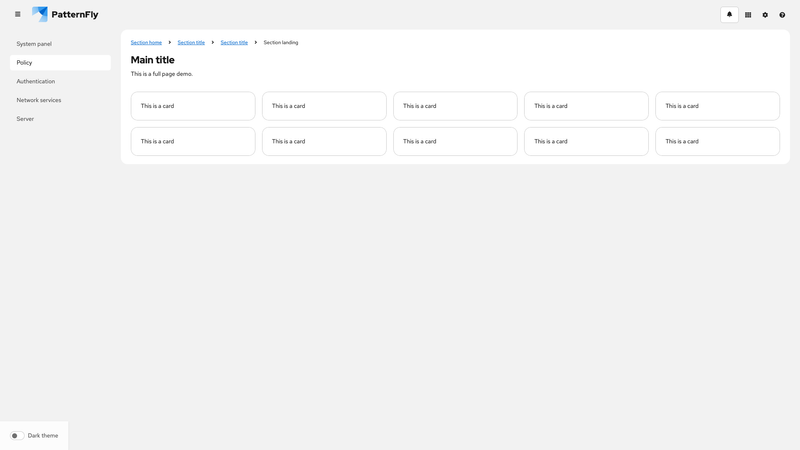 PatternFly
System panel
Policy
Authentication
Network services
Server
Section home > Section title > Section title > Section landing
Main title
This is a full page demo.
This is a card This is a card This is a card This is a card This is a card
This is a card This is a card This is a card This is a card This is a card
Dark theme